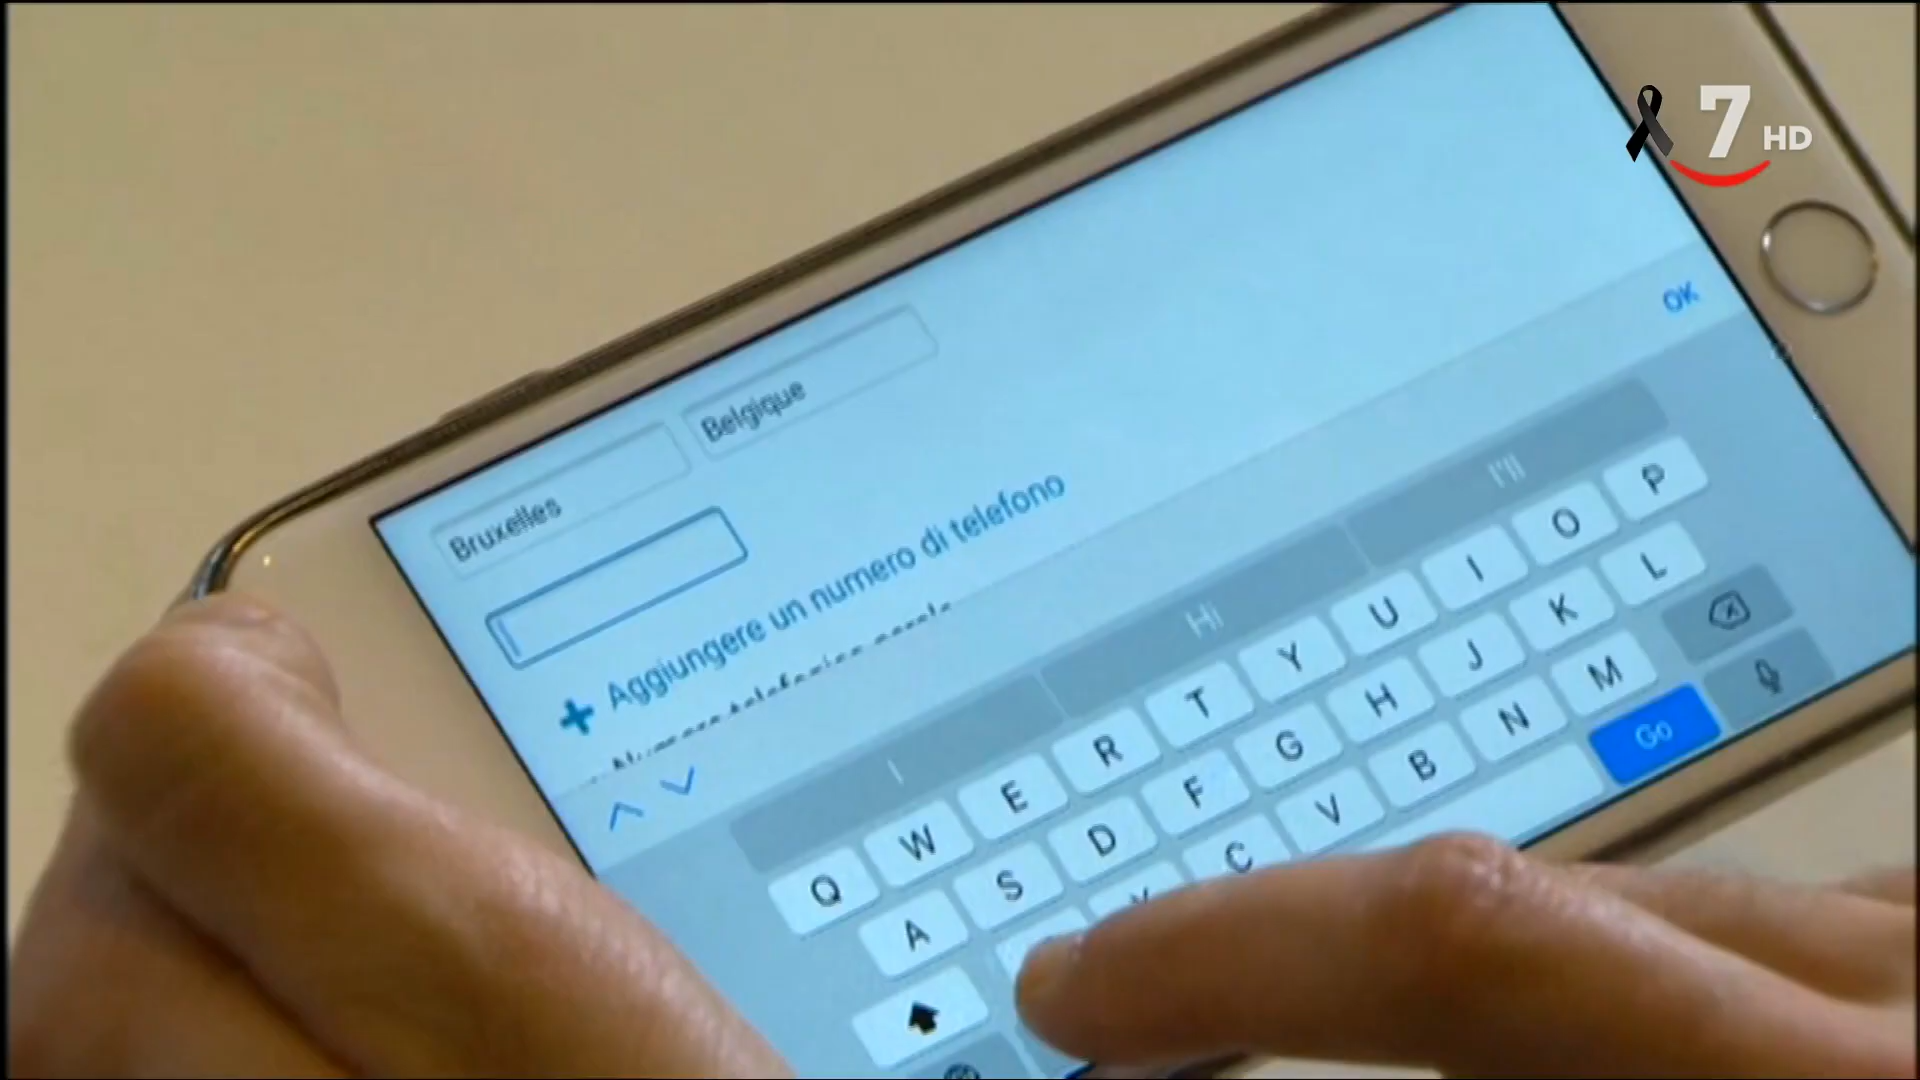 7 HD
Bruxelles
Belgique
Aggiungere un numero di telefono
OK
I
Hi
I'll
Q W E R T Y U I O P
A S D F G H J K L
C V B N M
Go